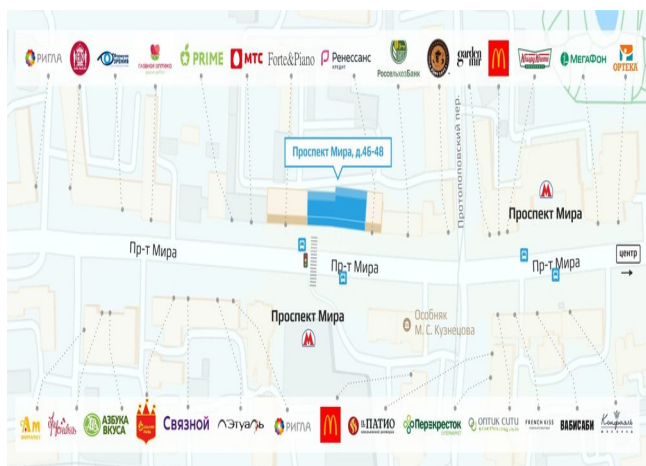 РИГЛА
PRIME
МТС
Forte&Piano
Ренессанс
КРЕДИТ
РоссельхозБанк
garden
mir
МЕГАФОН
ОРТЕКА
Протопоповский пер.
Проспект Мира, д.46-48
М
Проспект Мира
Пр-т Мира
Пр-т Мира
Пр-т Мира
центр
→
Проспект Мира
М
Особняк
М. С. Кузнецова
Ам
АЗБУКА
ВКУСА
Связной
Л'Этуаль
РИГЛА
IL ПАТИО
Перекресток
ОПТИК СИТИ
FRENCH KISS
ВАБИСАБИ